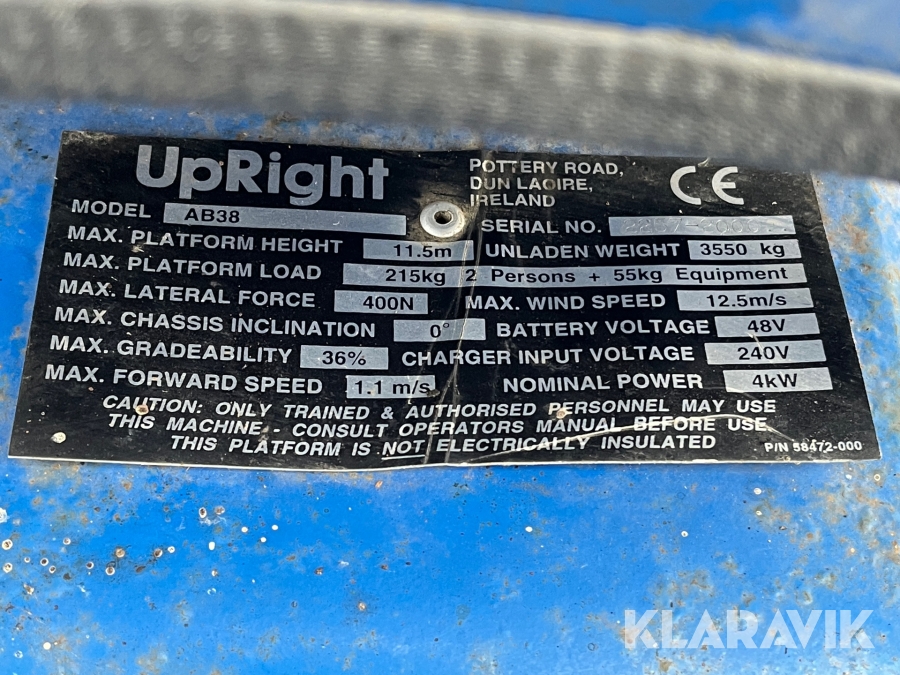 UpRight
POTTERY ROAD,
DUN LAOIRE,
IRELAND
CE
MODEL AB38
SERIAL NO.
MAX. PLATFORM HEIGHT 11.5m
UNLADEN WEIGHT 3550 kg
MAX. PLATFORM LOAD 215kg 2 Persons + 55kg Equipment
MAX. LATERAL FORCE 400N
MAX. WIND SPEED 12.5m/s
MAX. CHASSIS INCLINATION 0°
BATTERY VOLTAGE 48V
MAX. GRADEABILITY 36%
CHARGER INPUT VOLTAGE 240V
MAX. FORWARD SPEED 1.1 m/s
NOMINAL POWER 4kW
CAUTION: ONLY TRAINED & AUTHORISED PERSONNEL MAY USE
THIS MACHINE - CONSULT OPERATORS MANUAL BEFORE USE
THIS PLATFORM IS NOT ELECTRICALLY INSULATED
P/N 58472-000
KLARAVIK